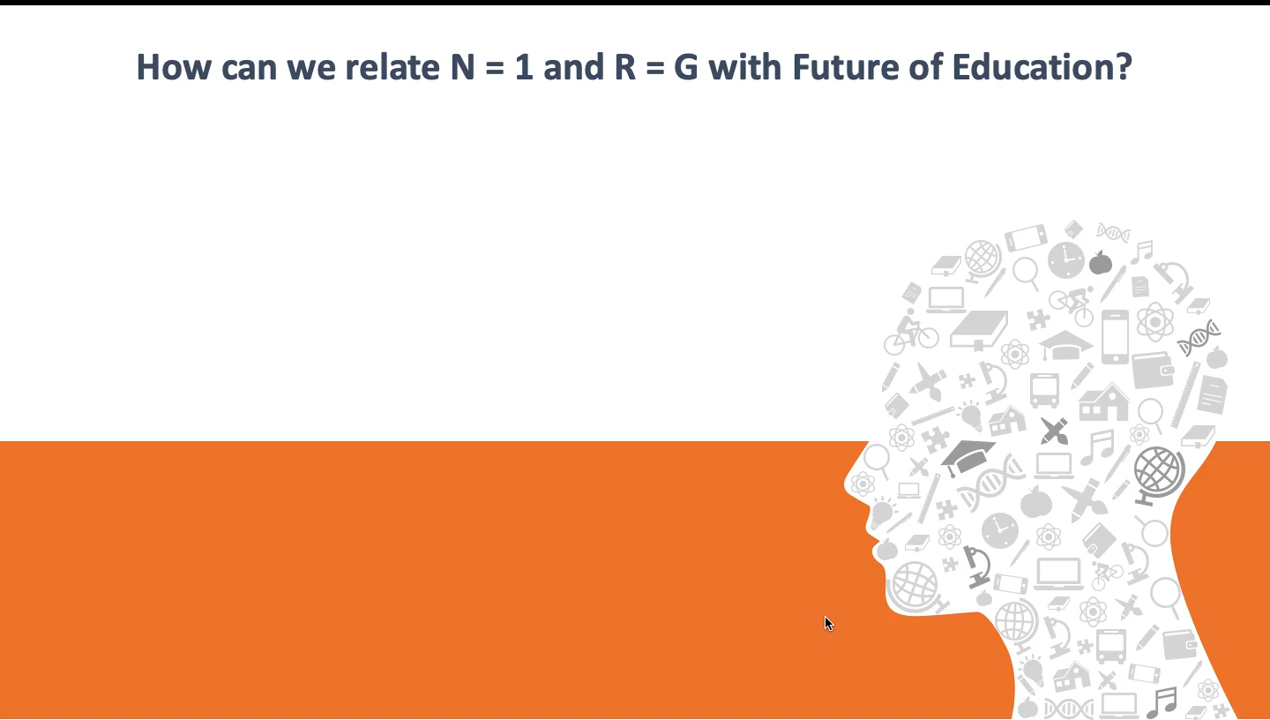 How can we relate N = 1 and R = G with Future of Education?